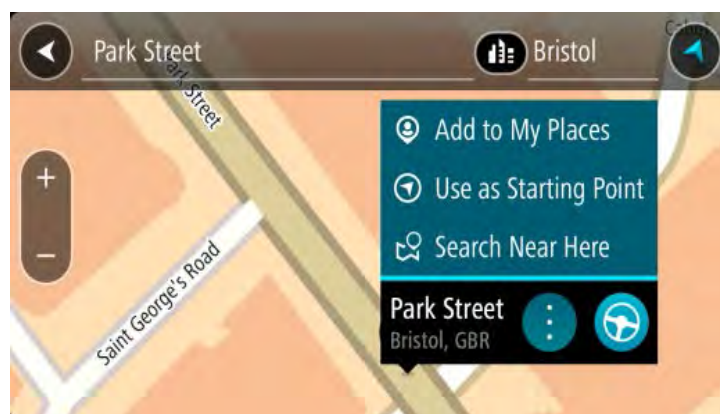 Park Street
Bristol
Park Street
Add to My Places
Use as Starting Point
Search Near Here
Park Street
Bristol, GBR
Saint George's Road